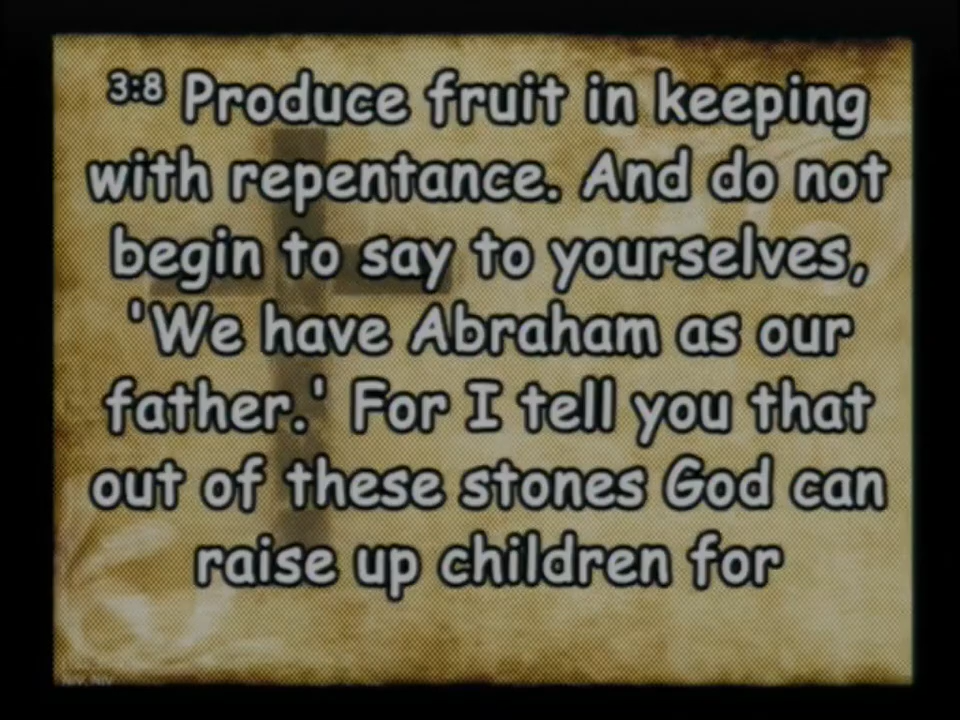 3:8 Produce fruit in keeping
with repentance. And do not
begin to say to yourselves,
'We have Abraham as our
father.' For I tell you that
out of these stones God can
raise up children for